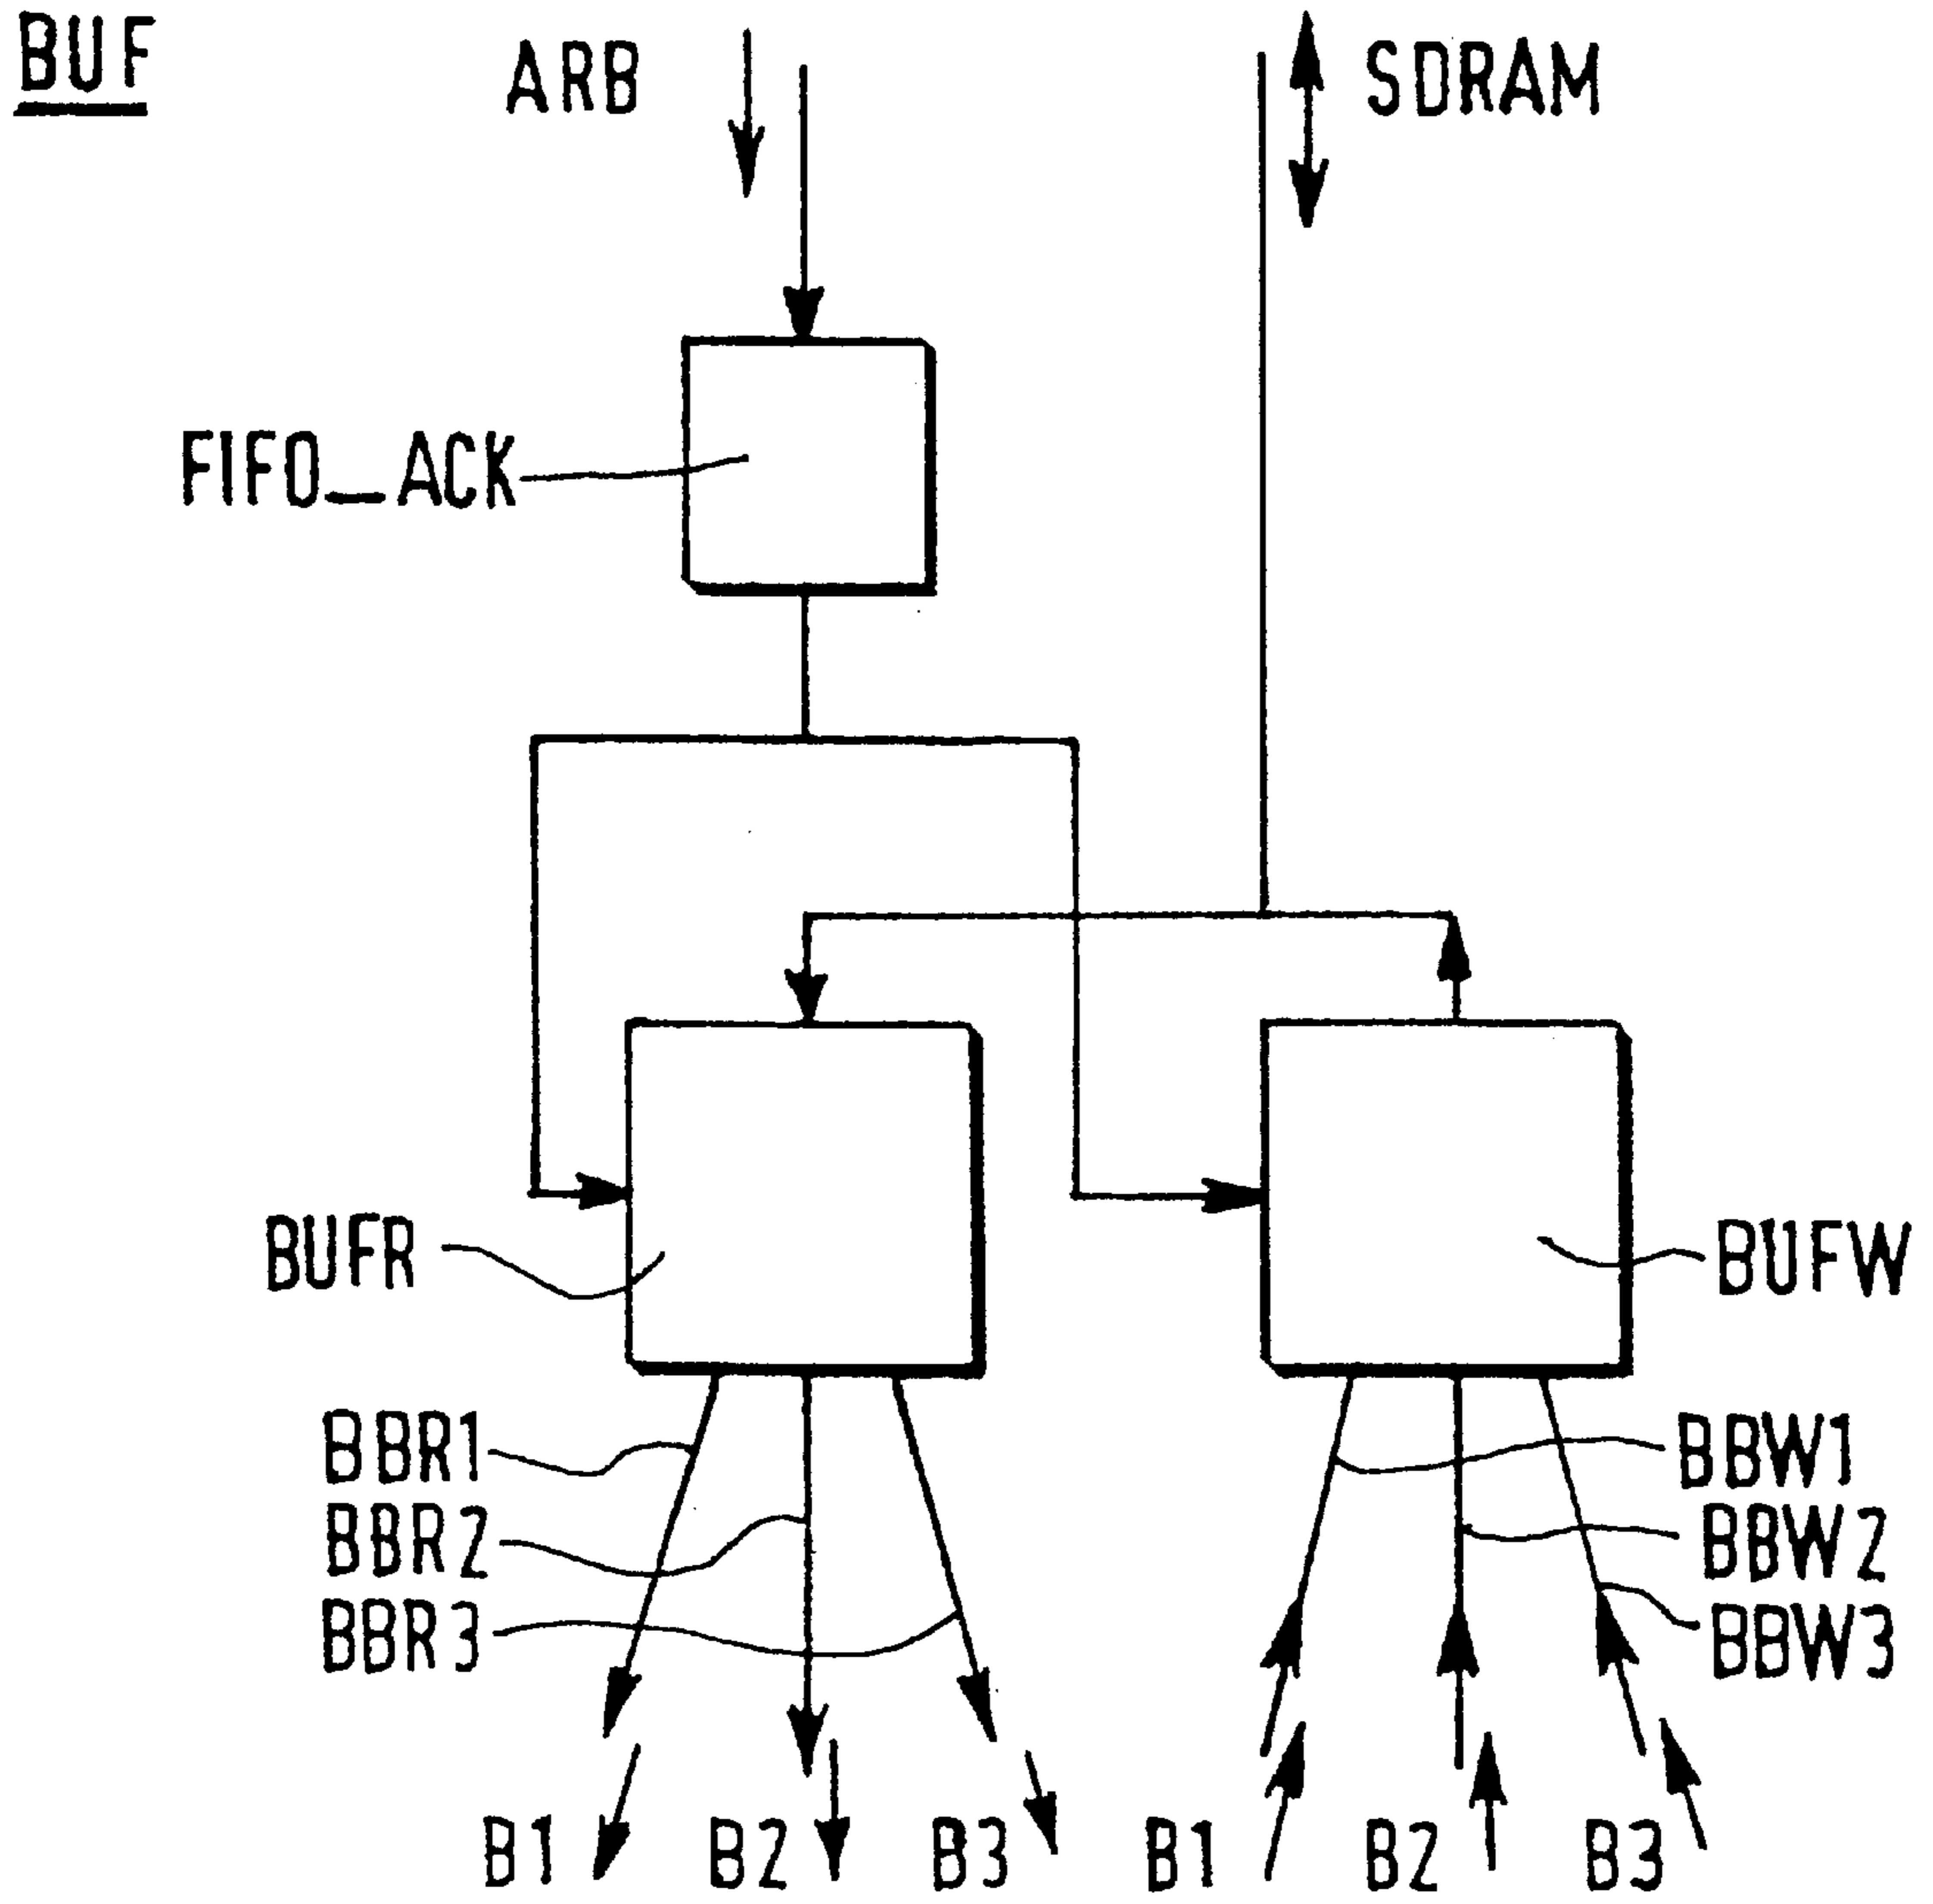 BUF
ARB
SDRAM
FIFO_ACK
BUFR
BUFW
BBR1
BBW1
BBR2
BBW2
BBR3
BBW3
B1 B2 B3 B1 B2 B3